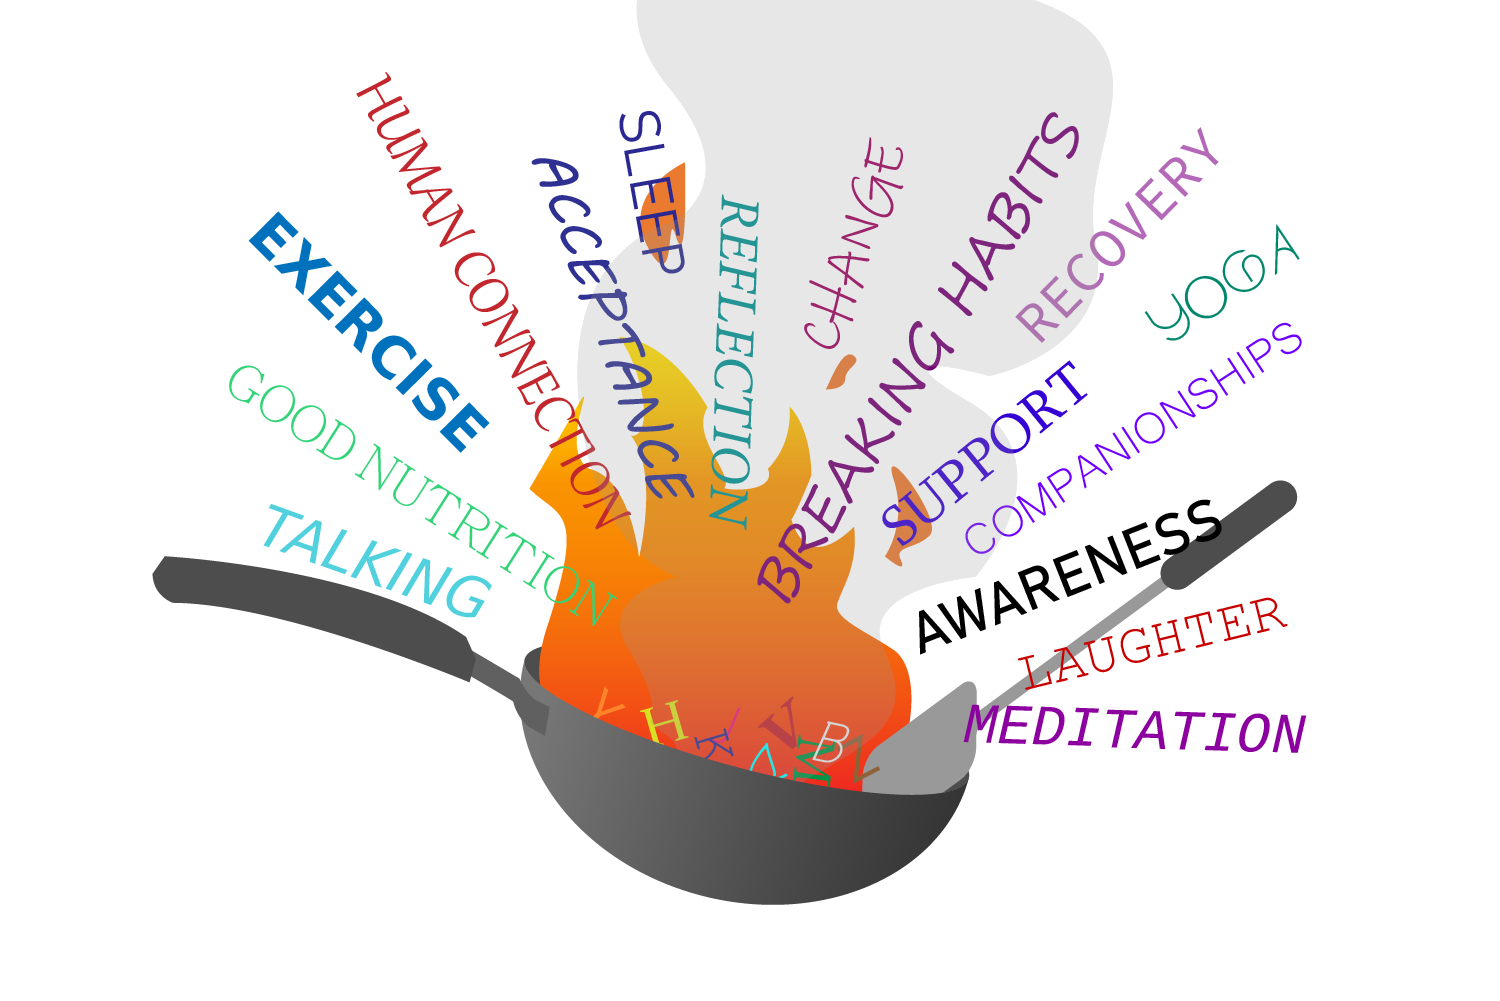 HUMAN CONNECTION
SLEEP
ACCEPTANCE
REFLECTION
CHANGE
BREAKING HABITS
RECOVERY
YOGA
EXERCISE
GOOD NUTRITION
SUPPORT
COMPANIONSHIPS
TALKING
AWARENESS
LAUGHTER
MEDITATION
Y
H
K
V
B